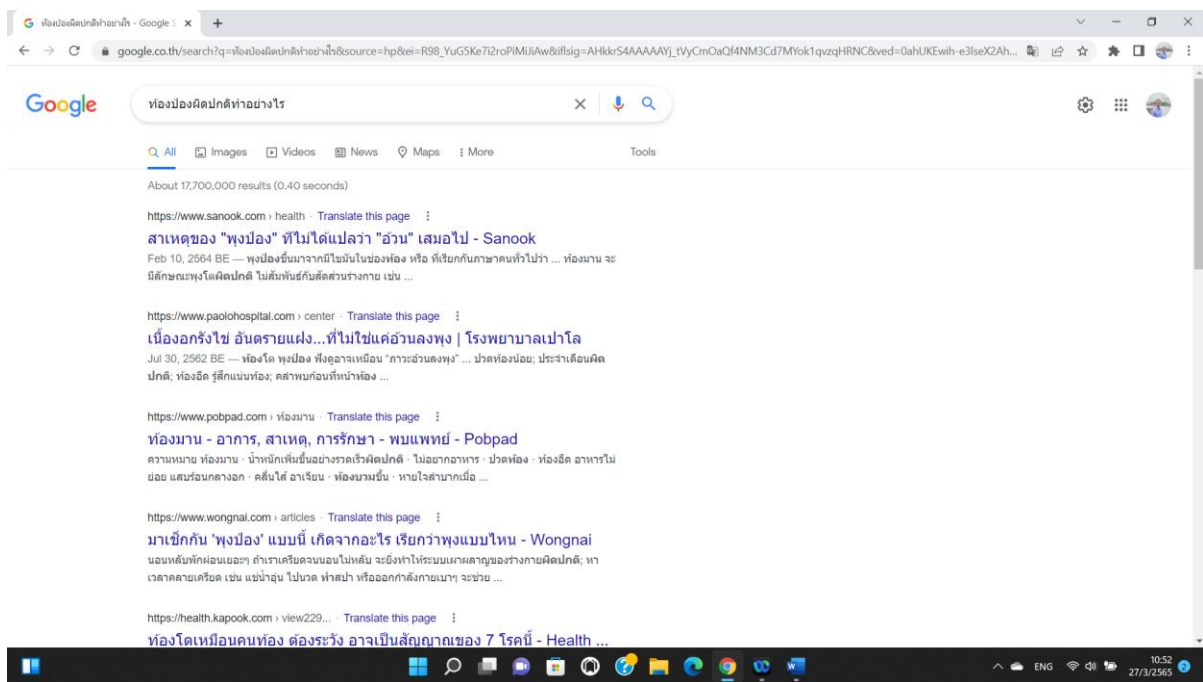 ท้องป่องผิดปกติทำอย่างไร - Google S
google.co.th/search?q=ท้องป่องผิดปกติทำอย่างไร&source=hp&ei=R98_YuG5Ke7i2roPiMiJiAw&iflsig=AHkkrS4AAAAAYj_tVyCmOaQf4NM3Cd7MYok1qvzqHRNC&ved=0ahUKEwih-e3lseX2Ah...
Google
ท้องป่องผิดปกติทำอย่างไร
All Images Videos News Maps More Tools
About 17,700,000 results (0.40 seconds)
https://www.sanook.com › health · Translate this page
สาเหตุของ "พุงป่อง" ที่ไม่ได้แปลว่า "อ้วน" เสมอไป - Sanook
Feb 10, 2564 BE — พุงป่องขึ้นมาจากมีไขมันในช่องท้อง หรือ ที่เรียกกันภาษาคนทั่วไปว่า ... ท้องมาน จะ
มีลักษณะพุงโตผิดปกติ ไม่สัมพันธ์กับสัดส่วนร่างกาย เช่น ...
https://www.paolohospital.com › center · Translate this page
เนื้องอกรังไข่ อันตรายแฝง...ที่ไม่ใช่แค่อ้วนลงพุง | โรงพยาบาลเปาโล
Jul 30, 2562 BE — ท้องโต พุงป่อง ฟังดูอาจเหมือน "ภาวะอ้วนลงพุง" ... ปวดท้องน้อย; ประจำเดือนผิด
ปกติ; ท้องอืด รู้สึกแน่นท้อง; คลำพบก้อนที่หน้าท้อง ...
https://www.pobpad.com › ท้องมาน · Translate this page
ท้องมาน - อาการ, สาเหตุ, การรักษา - พบแพทย์ - Pobpad
ความหมาย ท้องมาน · น้ำหนักเพิ่มขึ้นอย่างรวดเร็วผิดปกติ · ไม่อยากอาหาร · ปวดท้อง · ท้องอืด อาหารไม่
ย่อย แสบร้อนกลางอก · คลื่นไส้ อาเจียน · ท้องบวมขึ้น · หายใจลำบากเมื่อ ...
https://www.wongnai.com › articles · Translate this page
มาเช็กกัน 'พุงป่อง' แบบนี้ เกิดจากอะไร เรียกว่าพุงแบบไหน - Wongnai
นอนหลับพักผ่อนเยอะๆ ถ้าเราเครียดจนนอนไม่หลับ จะยิ่งทำให้ระบบเผาผลาญของร่างกายผิดปกติ; หา
เวลาคลายเครียด เช่น แช่น้ำอุ่น ไปนวด ทำสปา หรือออกกำลังกายเบาๆ จะช่วย ...
https://health.kapook.com › view229... · Translate this page
ท้องโตเหมือนคนท้อง ต้องระวัง อาจเป็นสัญญาณของ 7 โรคนี้ - Health ...
ENG 10:52
27/3/2565 2